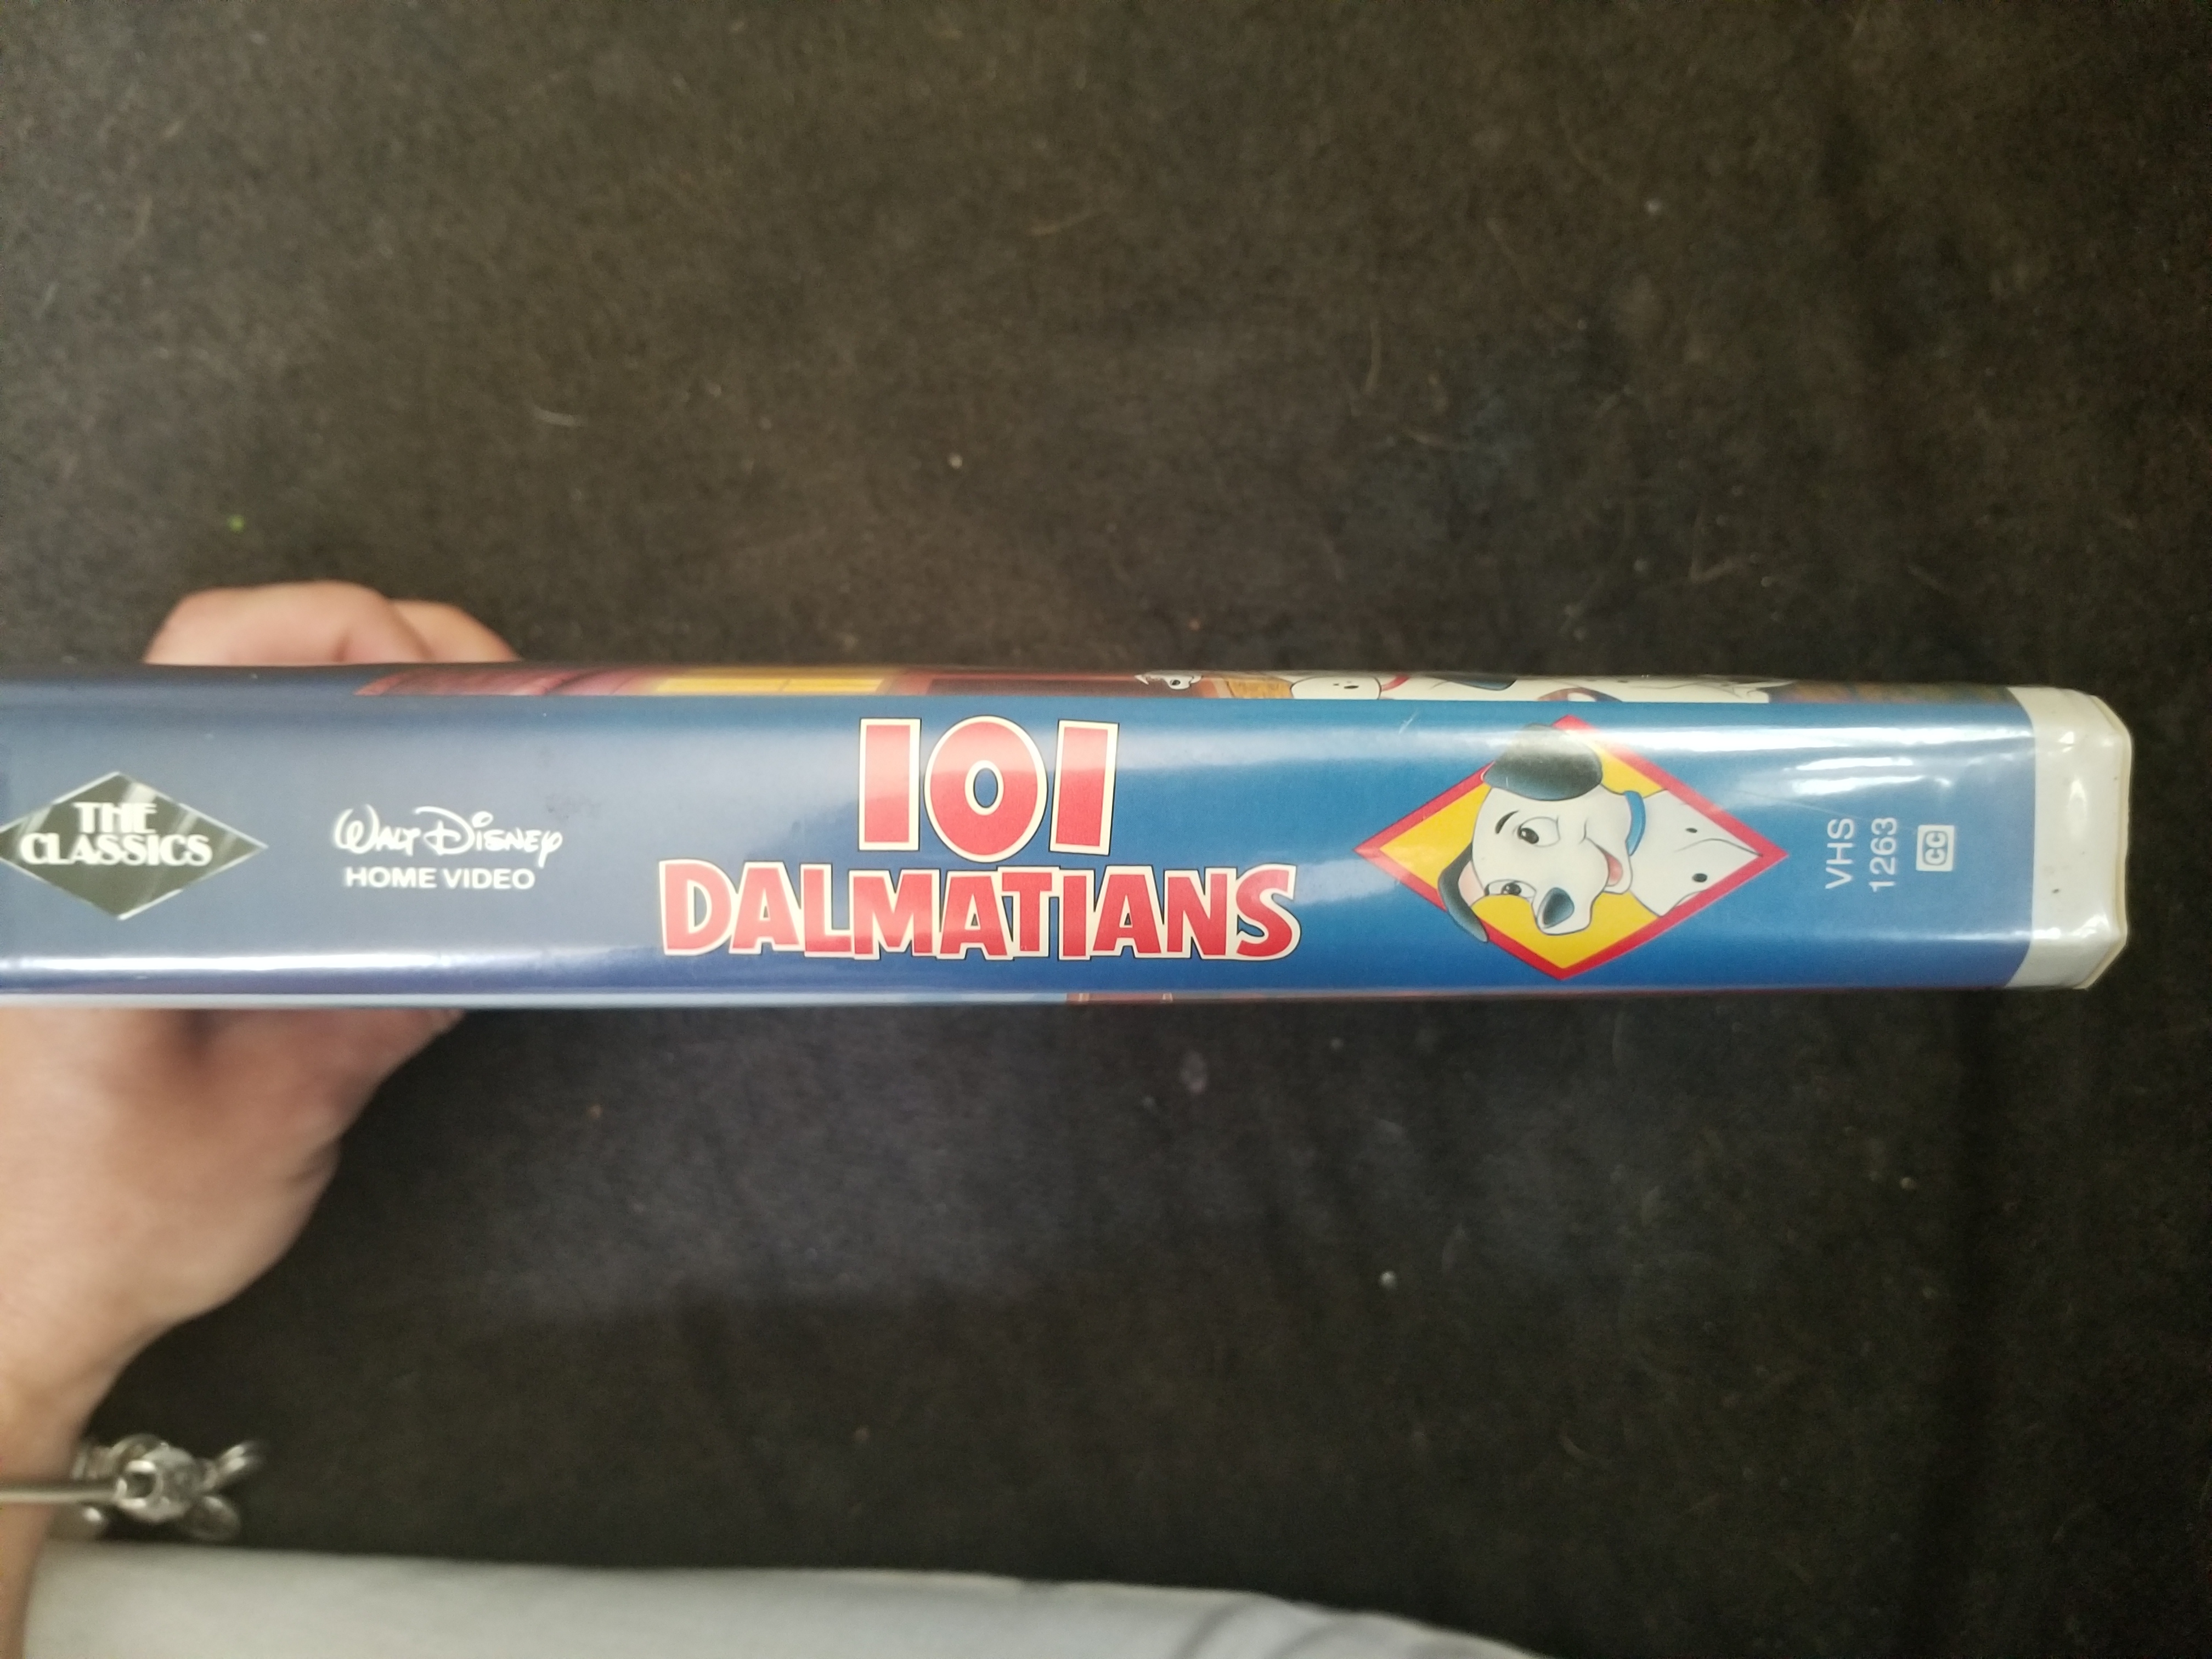 THE
CLASSICS
WALT DISNEY
HOME VIDEO
101
DALMATIANS
VHS
1263
CC